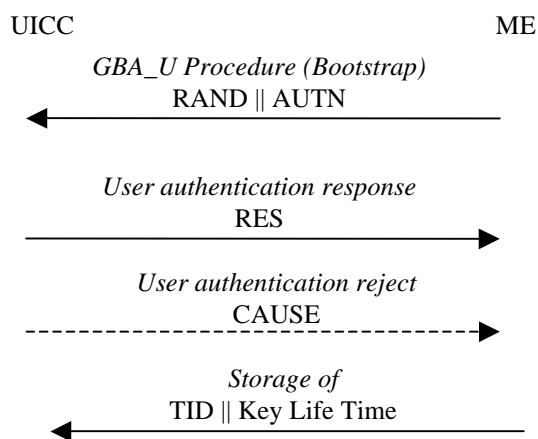 UICC ME
GBA_U Procedure (Bootstrap)
RAND || AUTN
User authentication response
RES
User authentication reject
CAUSE
Storage of
TID || Key Life Time